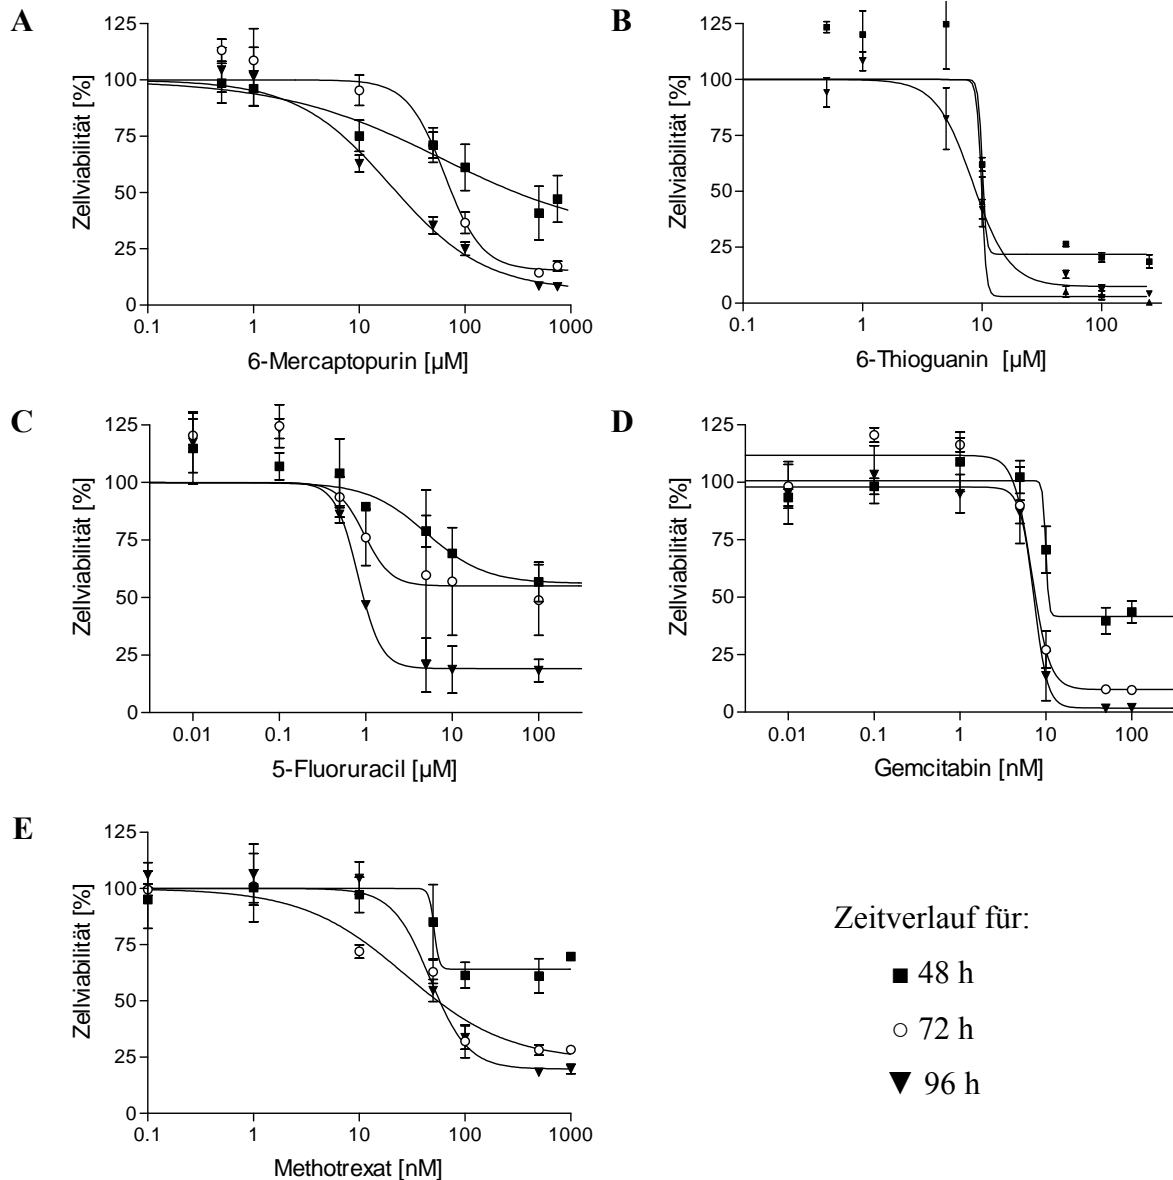 A
Zellviabilität [%]
125
100
75
50
25
0
0.1 1 10 100 1000
6-Mercaptopurin [µM]
B
Zellviabilität [%]
125
100
75
50
25
0
0.1 1 10 100
6-Thioguanin [µM]
C
Zellviabilität [%]
125
100
75
50
25
0
0.01 0.1 1 10 100
5-Fluoruracil [µM]
D
Zellviabilität [%]
125
100
75
50
25
0
0.01 0.1 1 10 100
Gemcitabin [nM]
E
Zellviabilität [%]
125
100
75
50
25
0
0.1 1 10 100 1000
Methotrexat [nM]
Zeitverlauf für:
48 h
72 h
96 h